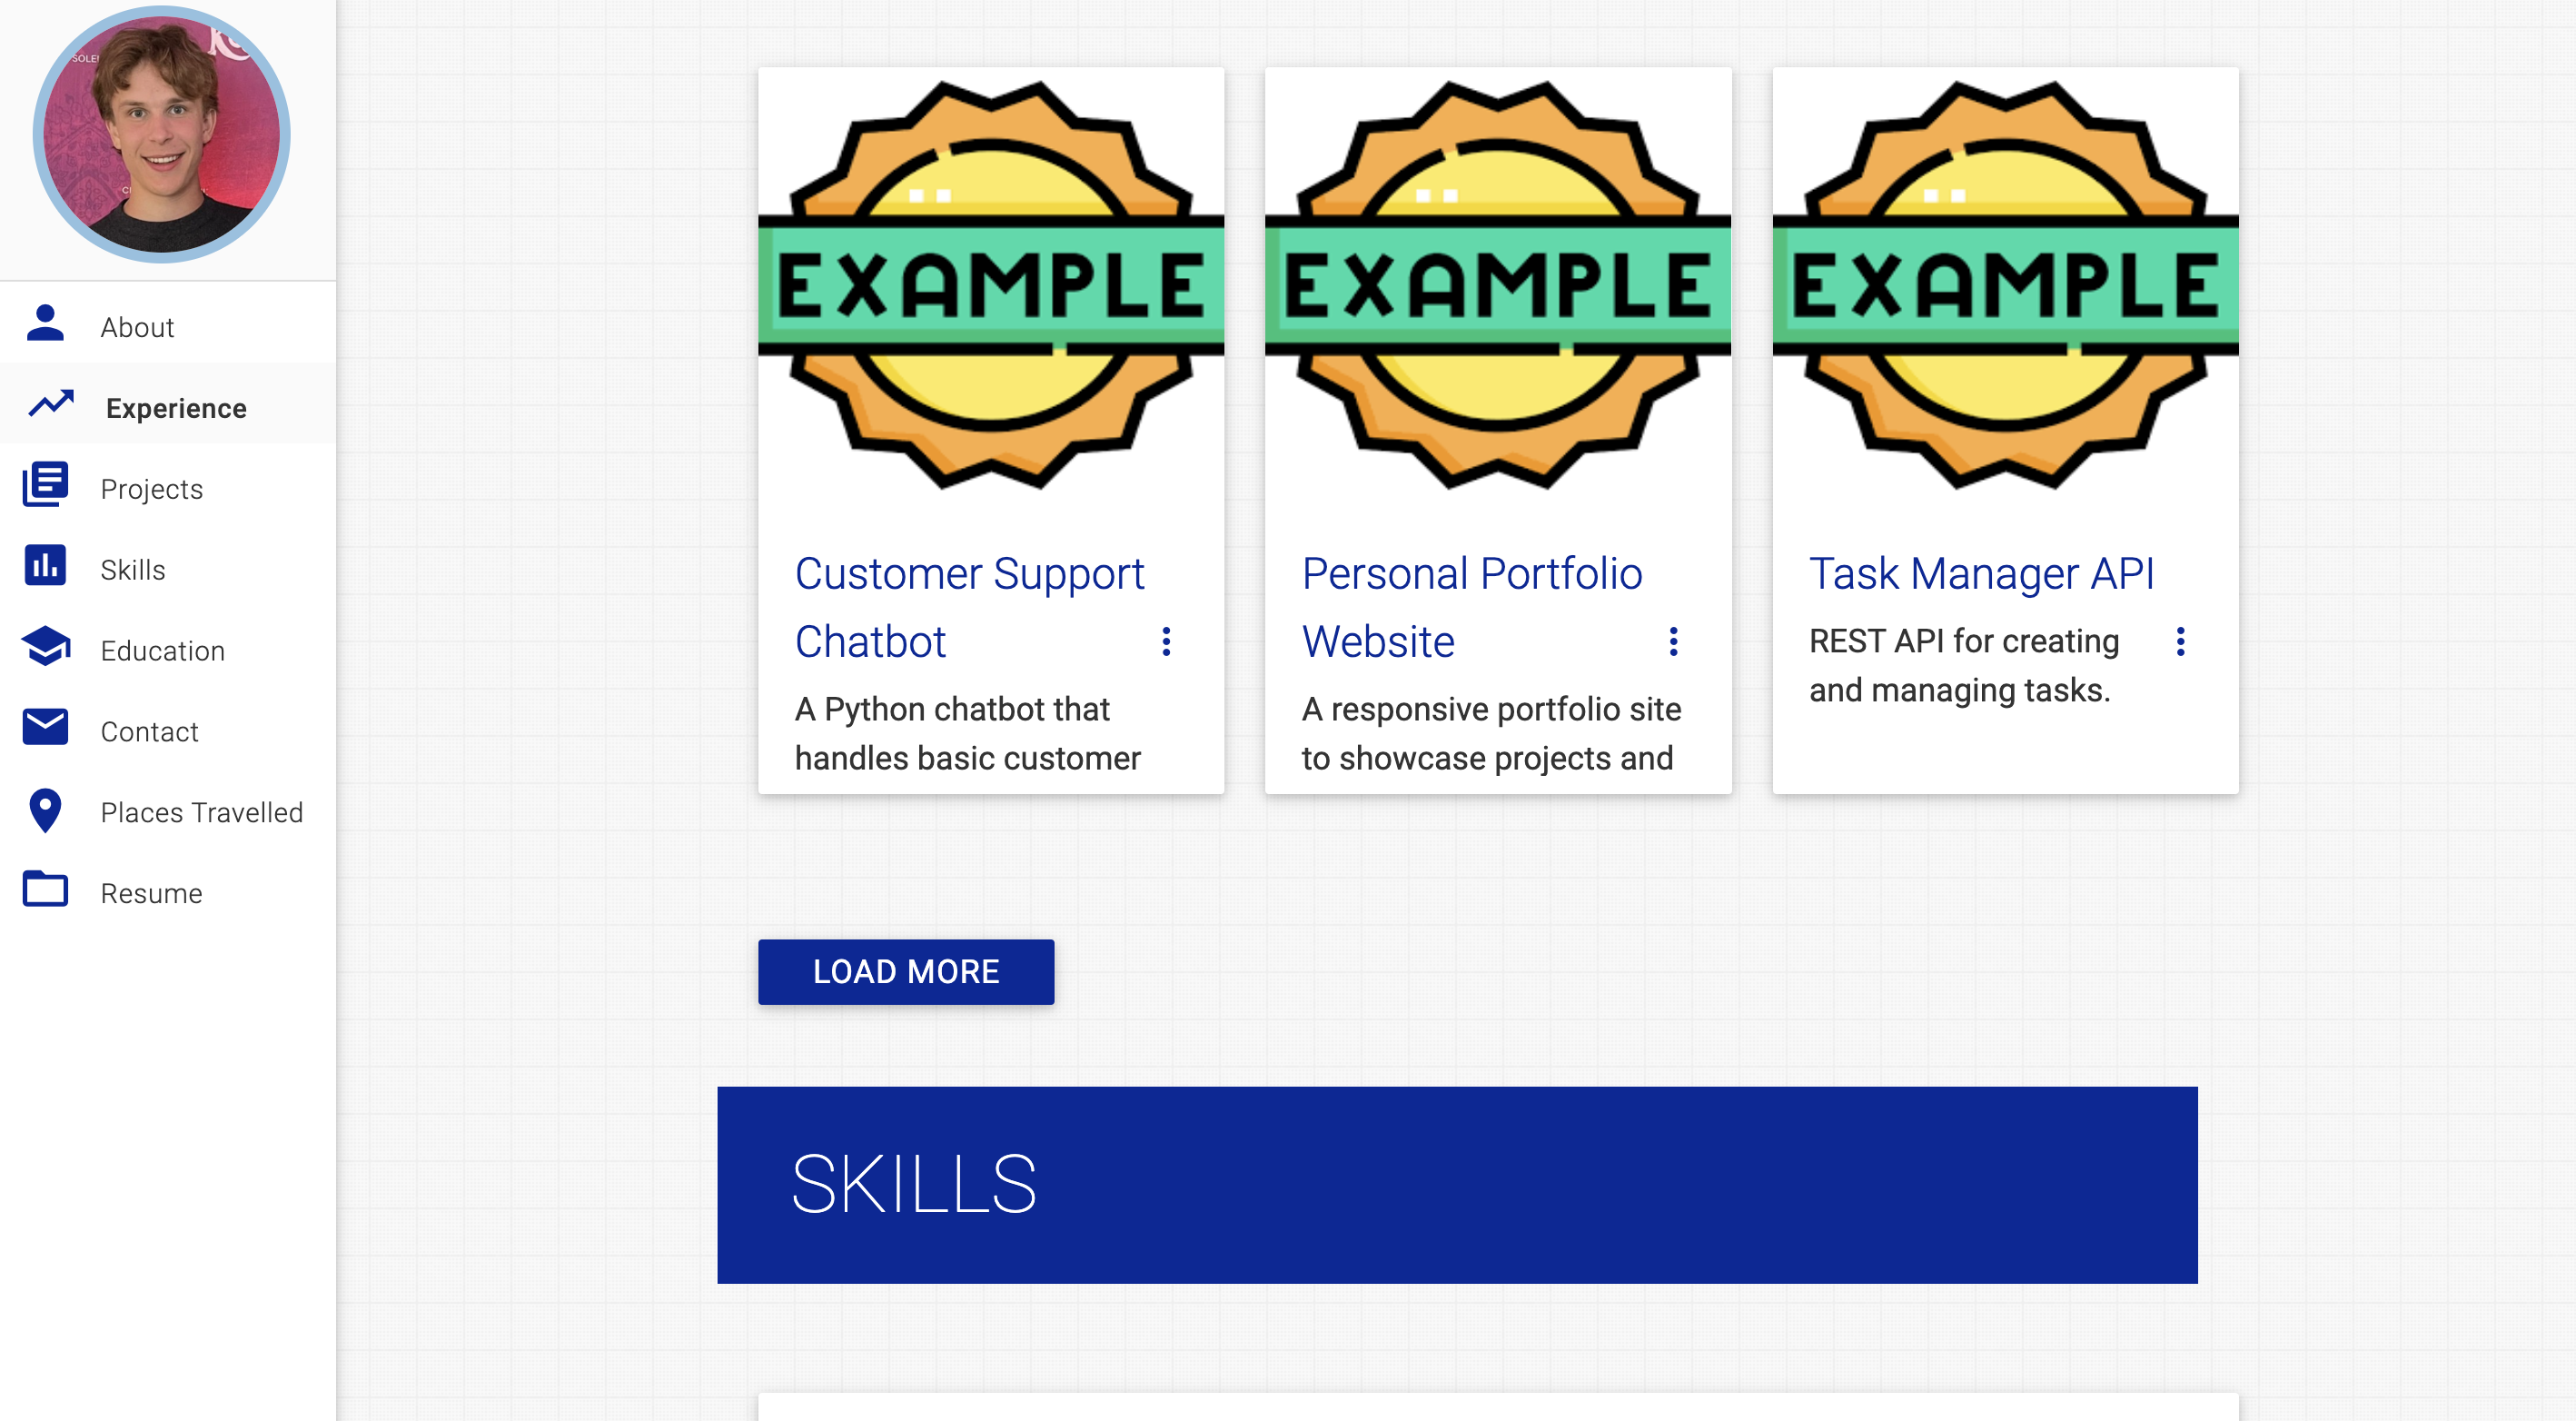 About
Experience
Projects
Skills
Education
Contact
Places Travelled
Resume
EXAMPLE
Customer Support
Chatbot
A Python chatbot that
handles basic customer
EXAMPLE
Personal Portfolio
Website
A responsive portfolio site
to showcase projects and
EXAMPLE
Task Manager API
REST API for creating
and managing tasks.
LOAD MORE
SKILLS